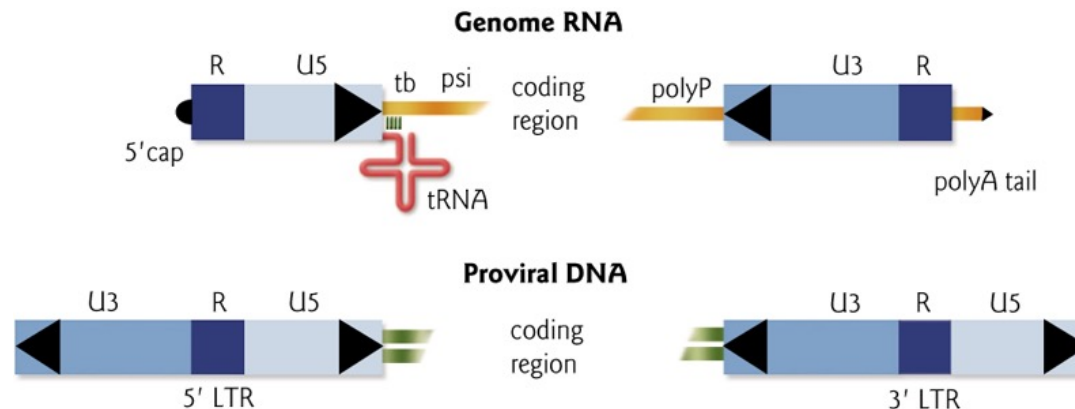 Genome RNA
R U5 tb psi coding region polyP U3 R
5'cap
tRNA
polyA tail
Proviral DNA
U3 R U5 coding region U3 R U5
5' LTR 3' LTR